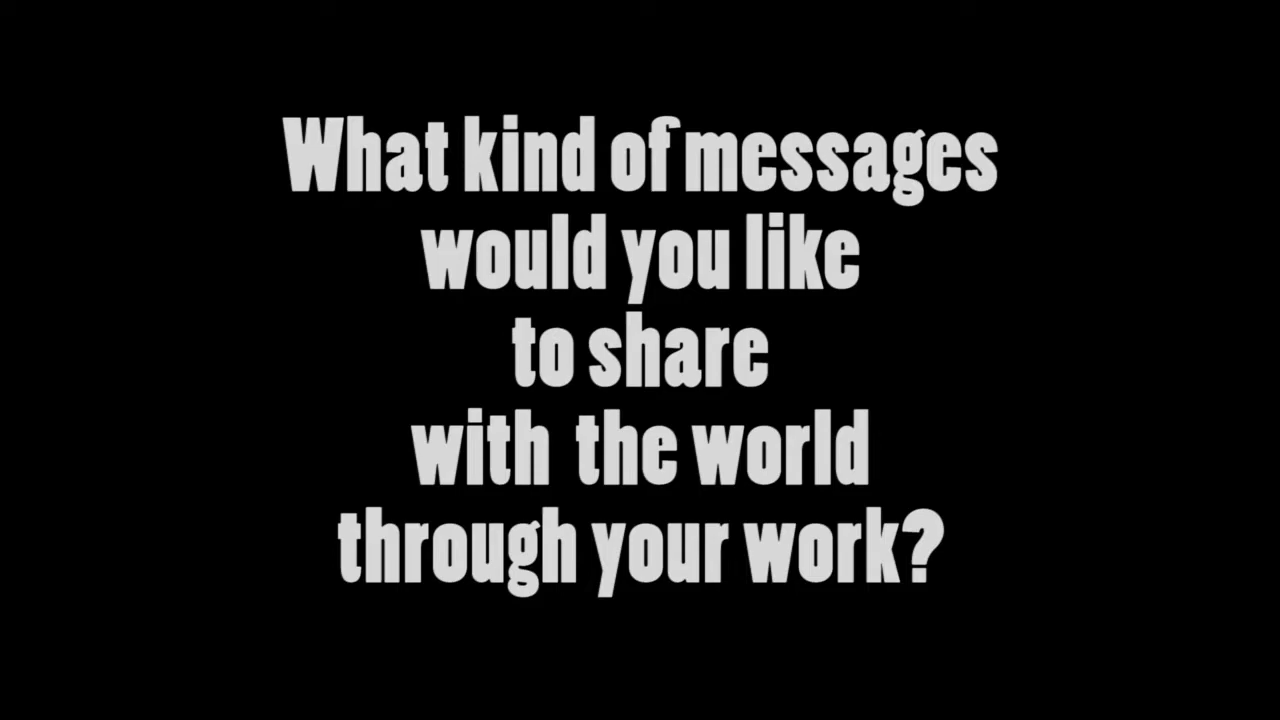 What kind of messages
would you like
to share
with the world
through your work?